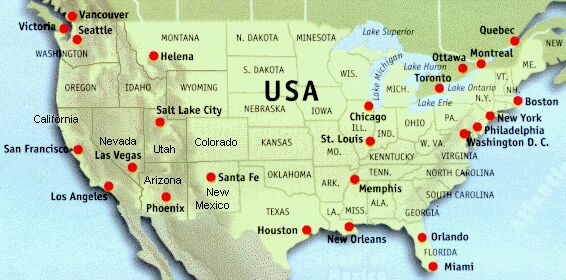 Vancouver
Victoria
Seattle
WASHINGTON
MONTANA
Helena
OREGON
IDAHO
WYOMING
N. DAKOTA
S. DAKOTA
MINESOTA
Lake Superior
WIS.
Lake Michigan
MICH.
Lake Huron
Ottawa
Quebec
Montreal
Toronto
Lake Ontario
Lake Erie
ME.
VT.
NH.
N.Y.
Boston
New York
Philadelphia
Washington D. C.
PA.
OHIO
W. VA.
VIRGINIA
USA
NEBRASKA
IOWA
Chicago
ILL.
IND.
Salt Lake City
California
Nevada
Utah
Colorado
KANSAS
St. Louis
MO.
KENNTUCKY
San Francisco
Las Vegas
Los Angeles
Arizona
Phoenix
Santa Fe
New
Mexico
OKLAHOMA
ARK.
TENN.
Memphis
NORTH CAROLINA
SOUTH CAROLINA
TEXAS
LA.
MISS.
ALA.
GEORGIA
Houston
New Orleans
Orlando
FLORIDA
Miami